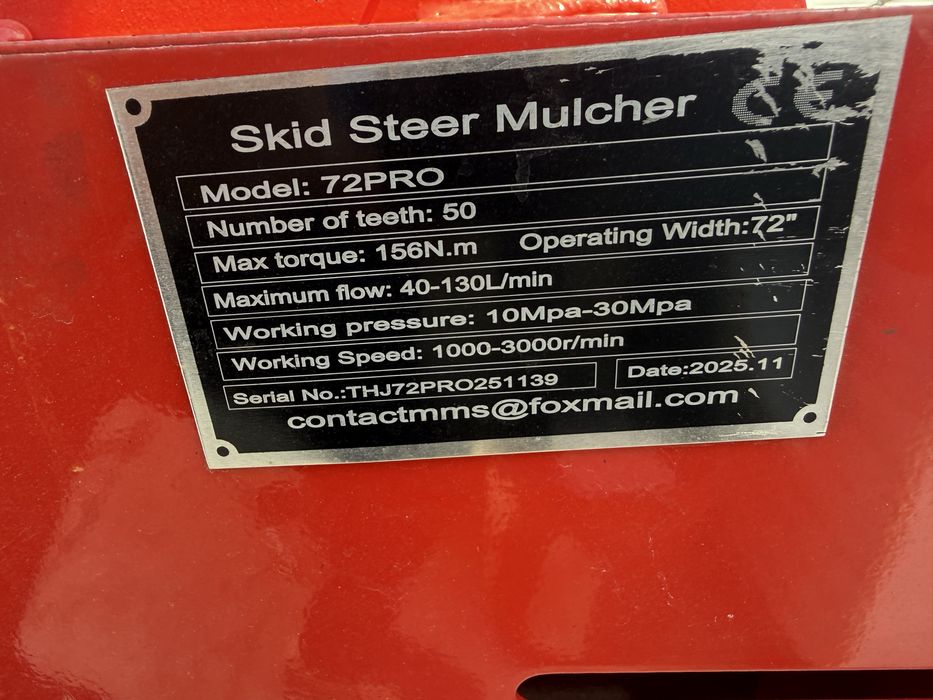 Skid Steer Mulcher CE
Model: 72PRO
Number of teeth: 50
Max torque: 156N.m Operating Width:72"
Maximum flow: 40-130L/min
Working pressure: 10Mpa-30Mpa
Working Speed: 1000-3000r/min
Serial No.:THJ72PRO251139 Date:2025.11
contactmms@foxmail.com